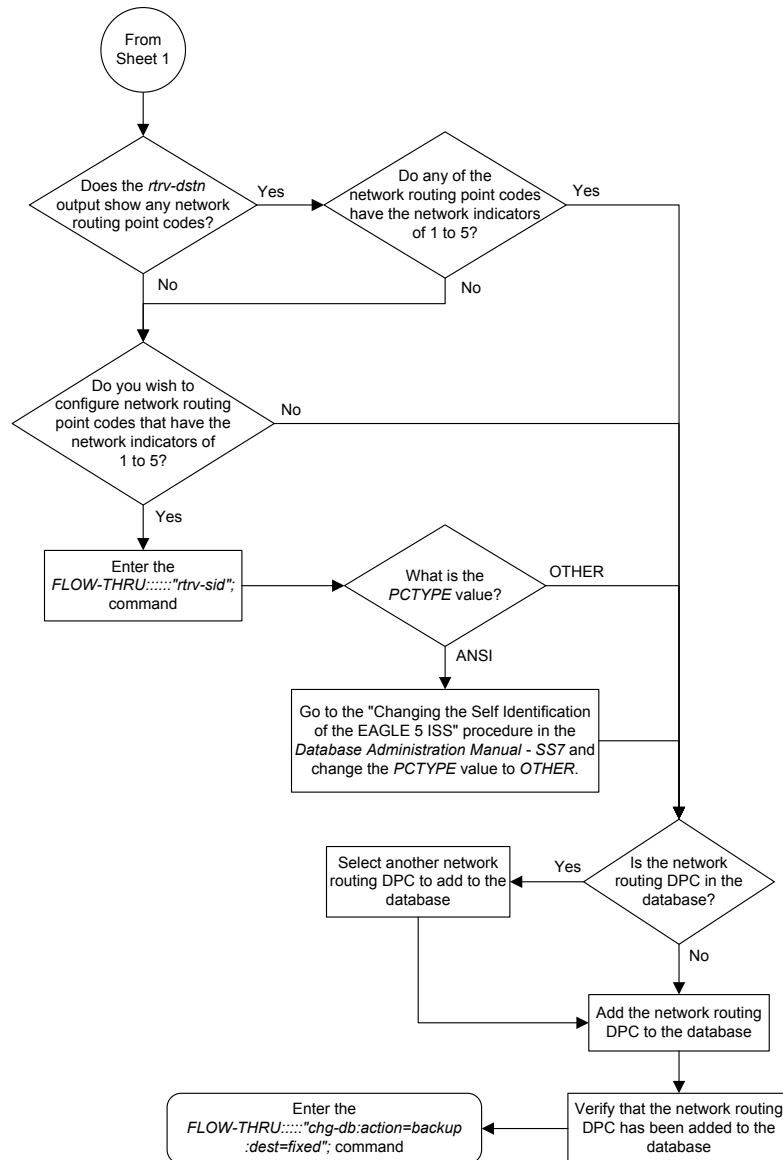 From
Sheet 1
Does the rtrv-dstn
output show any network
routing point codes?
Yes
No
Do any of the
network routing point codes
have the network indicators
of 1 to 5?
Yes
No
Do you wish to
configure network routing
point codes that have the
network indicators of
1 to 5?
No
Yes
Enter the
FLOW-THRU::::::"rtrv-sid";
command
What is the
PCTYPE value?
OTHER
ANSI
Go to the "Changing the Self Identification
of the EAGLE 5 ISS" procedure in the
Database Administration Manual - SS7 and
change the PCTYPE value to OTHER.
Is the network
routing DPC in the
database?
Yes
No
Select another network
routing DPC to add to the
database
Add the network routing
DPC to the database
Verify that the network routing
DPC has been added to the
database
Enter the
FLOW-THRU:::::"chg-db:action=backup
:dest=fixed"; command